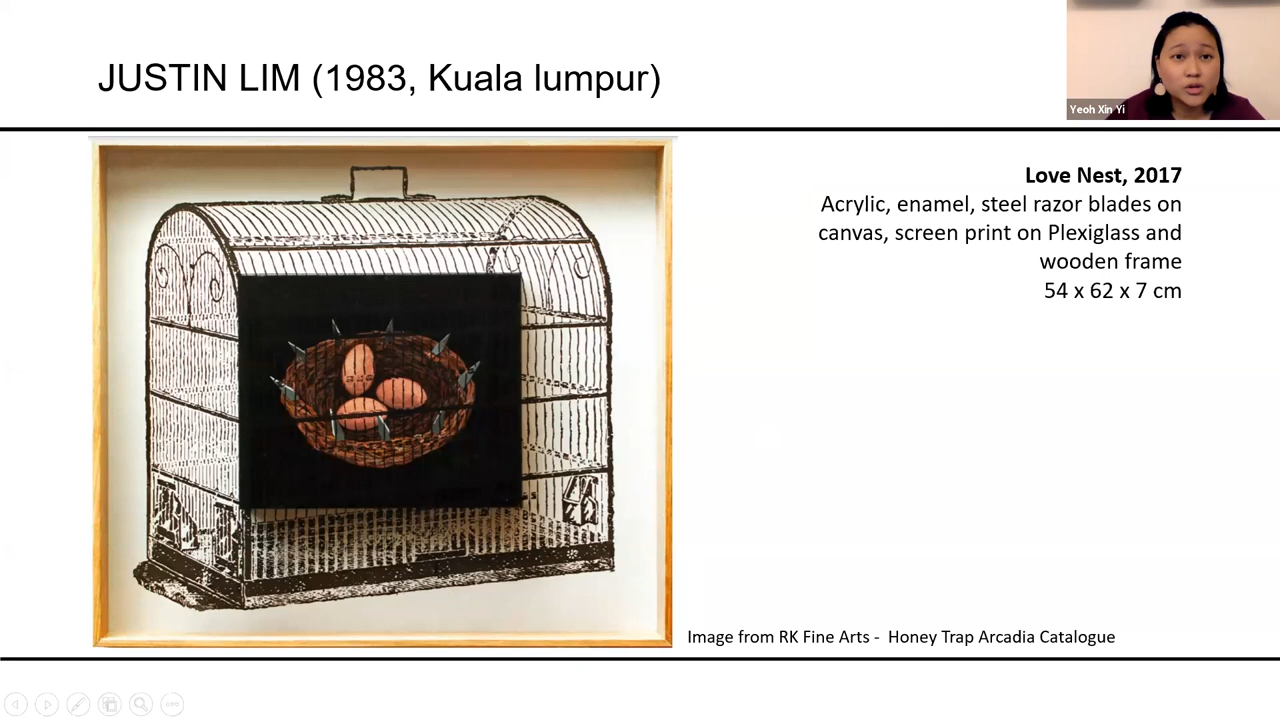 JUSTIN LIM (1983, Kuala lumpur)
Yeoh Xin Yi
Love Nest, 2017
Acrylic, enamel, steel razor blades on
canvas, screen print on Plexiglass and
wooden frame
54 x 62 x 7 cm
Image from RK Fine Arts - Honey Trap Arcadia Catalogue